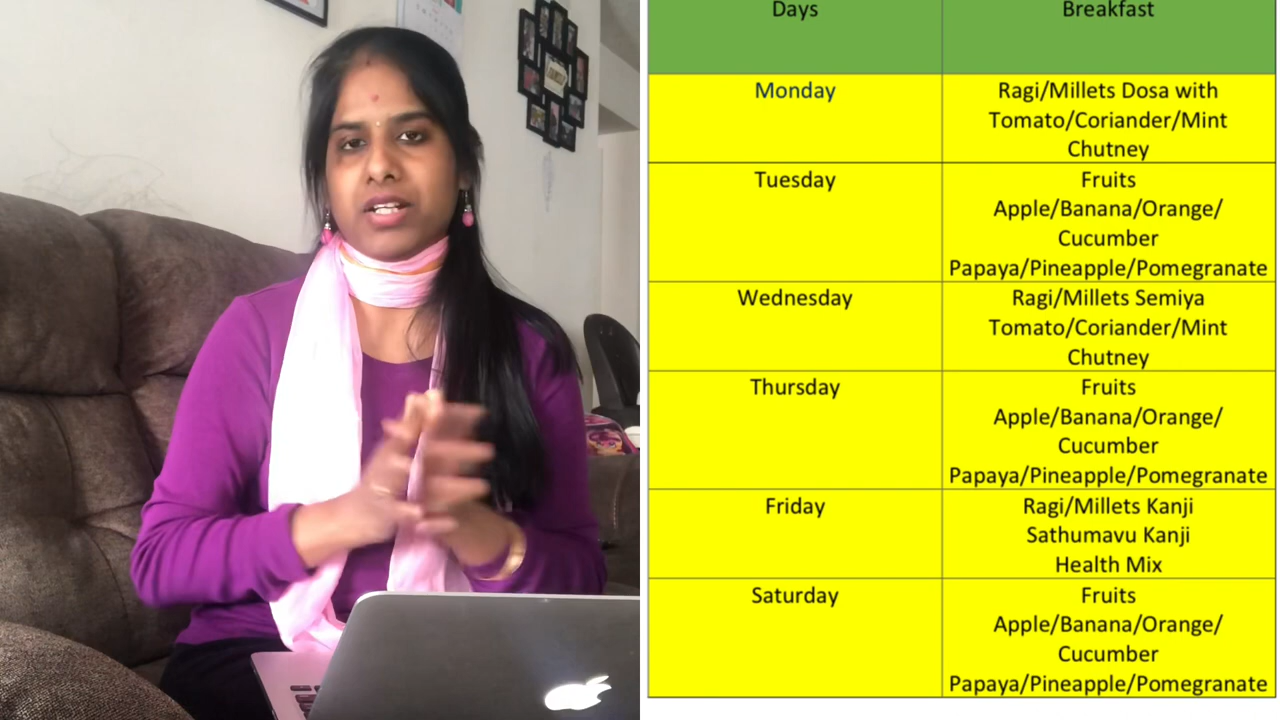 Days Breakfast
Monday Ragi/Millets Dosa with
Tomato/Coriander/Mint
Chutney
Tuesday Fruits
Apple/Banana/Orange/
Cucumber
Papaya/Pineapple/Pomegranate
Wednesday Ragi/Millets Semiya
Tomato/Coriander/Mint
Chutney
Thursday Fruits
Apple/Banana/Orange/
Cucumber
Papaya/Pineapple/Pomegranate
Friday Ragi/Millets Kanji
Sathumavu Kanji
Health Mix
Saturday Fruits
Apple/Banana/Orange/
Cucumber
Papaya/Pineapple/Pomegranate